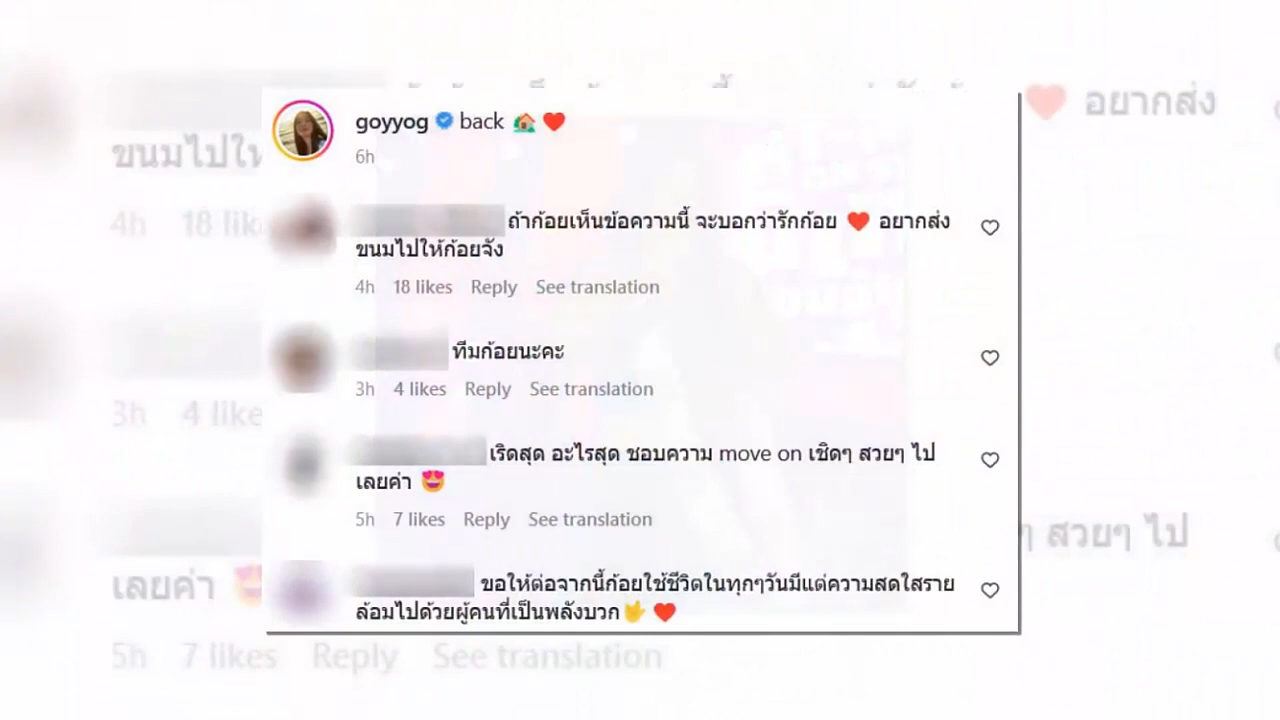 goyyog back 🏠 ❤️
6h
ถ้าก้อยเห็นข้อความนี้ จะบอกว่ารักก้อย ❤️ อยากส่ง
ขนมไปให้ก้อยจัง
4h 18 likes Reply See translation
ทีมก้อยนะคะ
3h 4 likes Reply See translation
เริดสุด อะไรสุด ชอบความ move on เชิดๆ สวยๆ ไป
เลยค่า 😍
5h 7 likes Reply See translation
ขอให้ต่อจากนี้ก้อยใช้ชีวิตในทุกๆวันมีแต่ความสดใสราย
ล้อมไปด้วยผู้คนที่เป็นพลังบวก🤟 ❤️